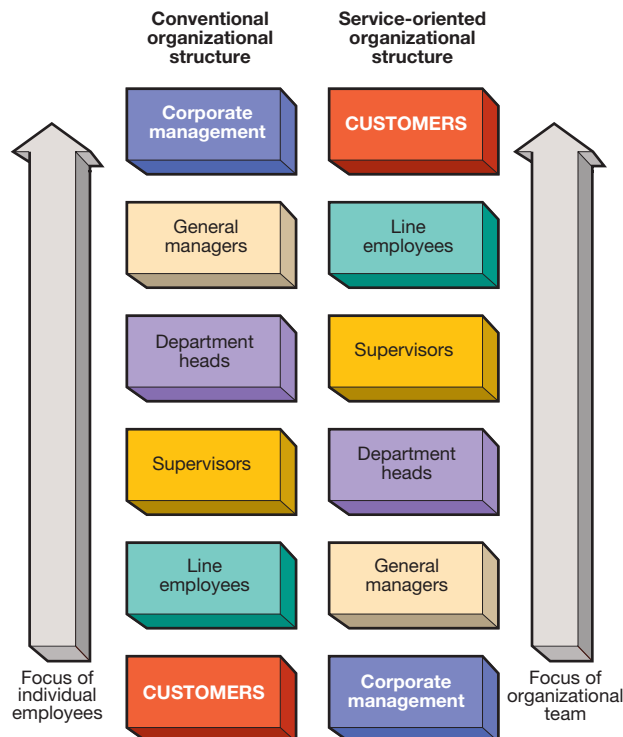 Conventional
organizational
structure
Service-oriented
organizational
structure
Corporate
management
CUSTOMERS
General
managers
Line
employees
Department
heads
Supervisors
Supervisors
Department
heads
Line
employees
General
managers
CUSTOMERS
Corporate
management
Focus of
individual
employees
Focus of
organizational
team